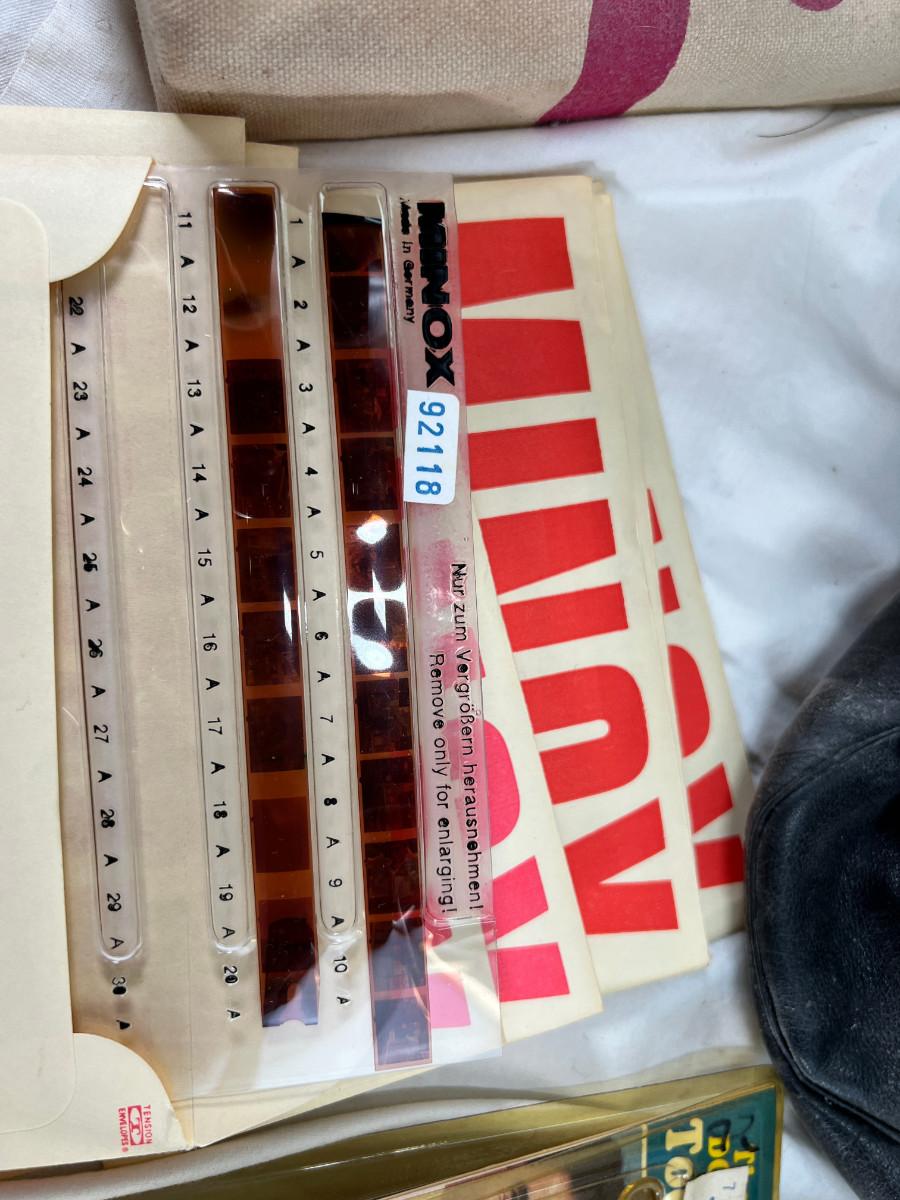 MINOX
Made in Germany
92118
Nur zum Vergrößern herausnehmen!
Remove only for enlarging!
1 A 2 A 3 A 4 A 5 A 6 A 7 A 8 A 9 A 10 A
11 A 12 A 13 A 14 A 15 A 16 A 17 A 18 A 19 A 20 A
22 A 23 A 24 A 25 A 26 A 27 A 28 A 29 A 30 A
MINOX
TENSION
ENVELOPES